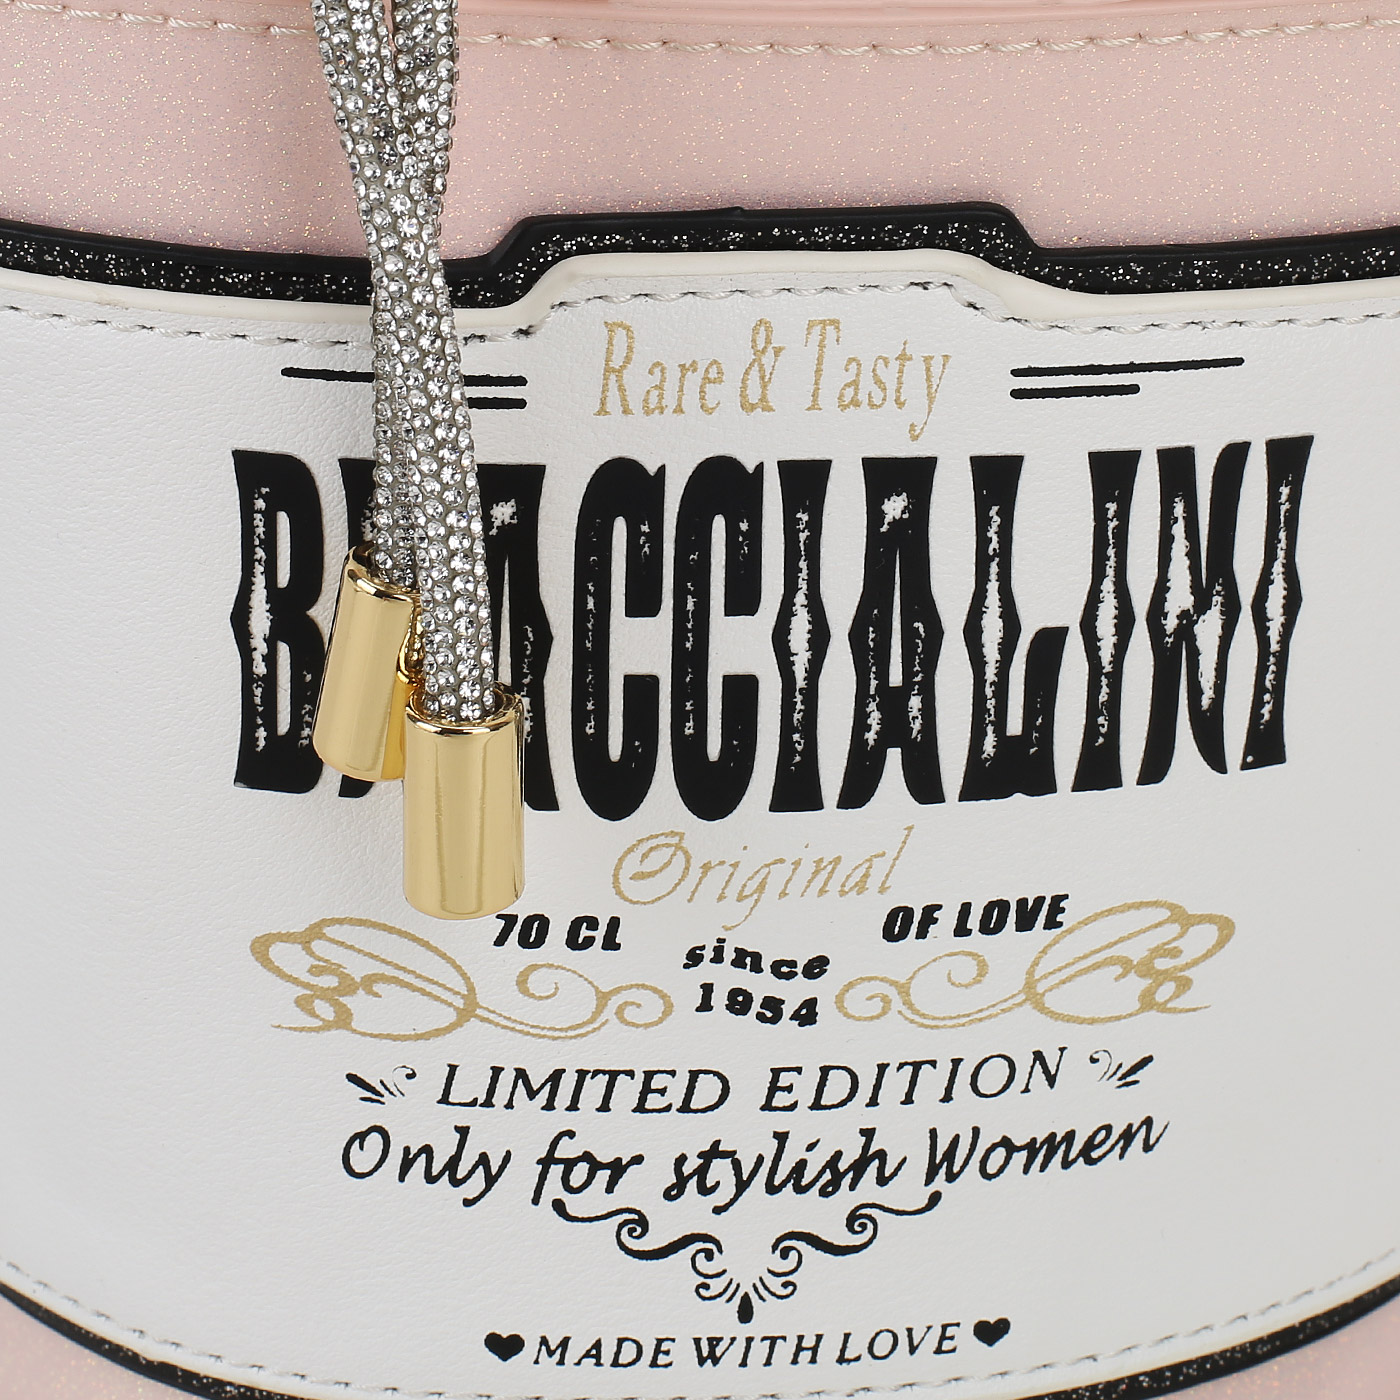 Rare & Tasty
BRACCIALINI
Original
70 CL OF LOVE
since
1954
LIMITED EDITION
Only for stylish Women
MADE WITH LOVE